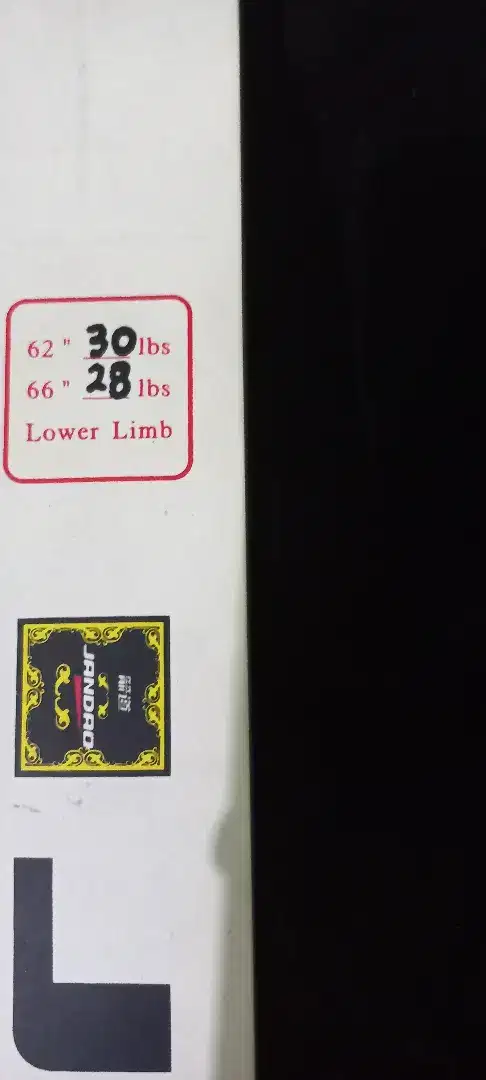 62 " 30 lbs
66 " 28 lbs
Lower Limb
JANDAO